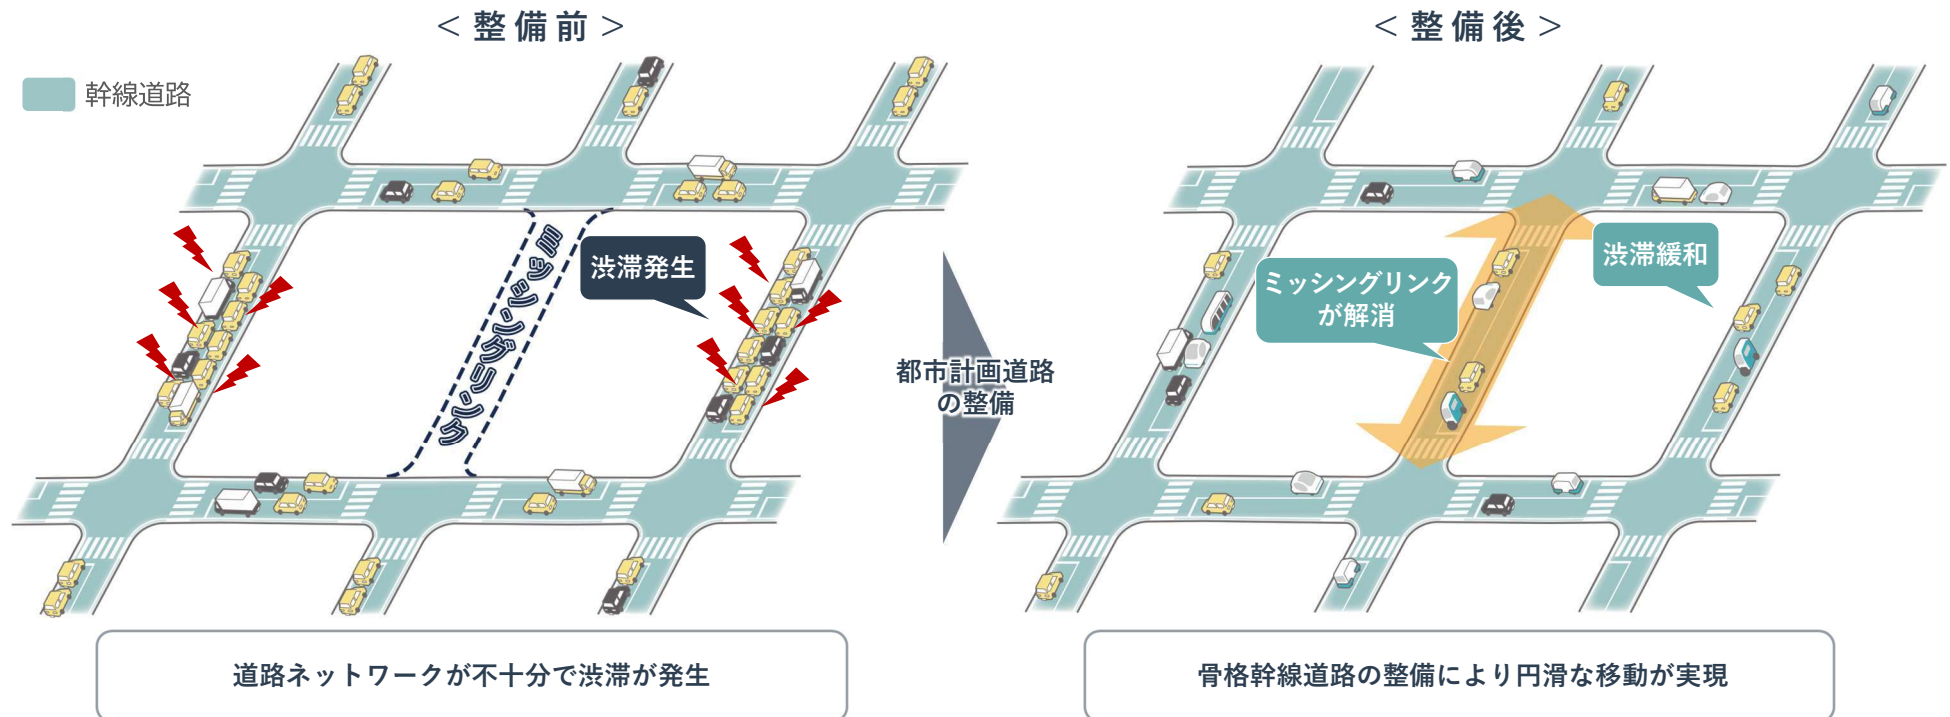 ＜整備前＞
＜整備後＞
幹線道路
ミッシングリンク
渋滞発生
都市計画道路
の整備
ミッシングリンク
が解消
渋滞緩和
道路ネットワークが不十分で渋滞が発生
骨格幹線道路の整備により円滑な移動が実現